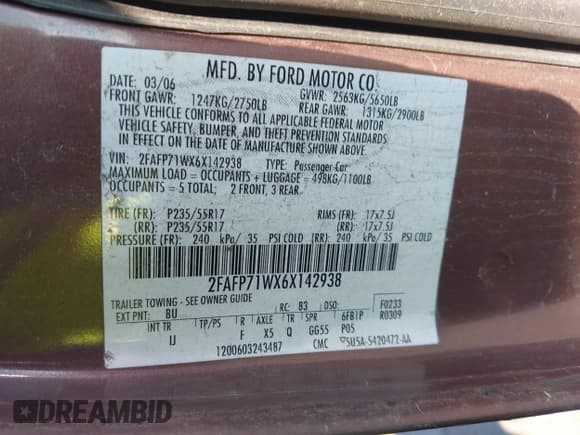 MFD. BY FORD MOTOR CO.
DATE: 03/06 GVWR: 2563KG/5650LB
FRONT GAWR: 1247KG/2750LB REAR GAWR: 1315KG/2900LB
THIS VEHICLE CONFORMS TO ALL APPLICABLE FEDERAL MOTOR
VEHICLE SAFETY, BUMPER, AND THEFT PREVENTION STANDARDS
IN EFFECT ON THE DATE OF MANUFACTURE SHOWN ABOVE.
VIN: 2FAFP71WX6X142938 TYPE: Passenger Car
MAXIMUM LOAD = OCCUPANTS + LUGGAGE = 498KG/1100LB
OCCUPANTS = 5 TOTAL; 2 FRONT, 3 REAR
TIRE (FR): P235/55R17 RIMS (FR): 17x7.5J
(RR): P235/55R17 (RR): 17x7.5J
PRESSURE (FR): 240 kPa/ 35 PSI COLD (RR): 240 kPa/ 35 PSI COLD
2FAFP71WX6X142938
TRAILER TOWING - SEE OWNER GUIDE
EXT PNT: BU RC: 83 DSO: F0233
INT TR TP/PS R AXLE TR SPR 6FB1P R0309
IJ F X5 Q GG55 P05
1200603243487 CMC SU5A-5420472-AA
DREAMBID